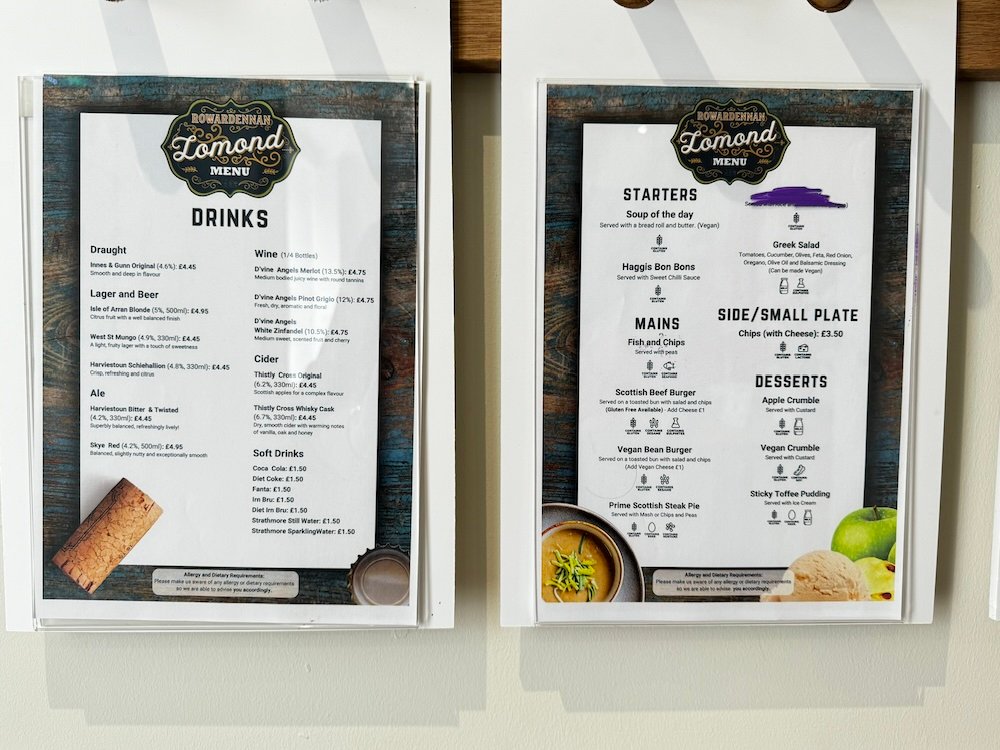 ROWARDENNAN
Lomond
MENU
DRINKS
Draught
Innes & Gunn Original (4.6%): £4.45
Smooth and deep in flavour
Lager and Beer
Isle of Arran Blonde (5%, 500ml): £4.95
Citrus fruit with a well balanced finish
West St Mungo (4.9%, 330ml): £4.45
A light, fruity lager with a touch of sweetness
Harviestoun Schiehallion (4.8%, 330ml): £4.45
Crisp, refreshing and citrus
Ale
Harviestoun Bitter & Twisted
(4.2%, 330ml): £4.45
Superbly balanced, refreshingly lively!
Skye Red (4.2%, 500ml): £4.95
Balanced, slightly nutty and exceptionally smooth
Wine (1/4 Bottles)
D'vine Angels Merlot (13.5%): £4.75
Medium bodied juicy wine with round tannins
D'vine Angels Pinot Grigio (12%): £4.75
Fresh, dry, aromatic and floral
D'vine Angels
White Zinfandel (10.5%): £4.75
Medium sweet, scented fruit and cherry
Cider
Thistly Cross Original
(6.2%, 330ml): £4.45
Scottish apples for a complex flavour
Thistly Cross Whisky Cask
(6.7%, 330ml): £4.45
Dry, smooth cider with warming notes
of vanilla, oak and honey
Soft Drinks
Coca Cola: £1.50
Diet Coke: £1.50
Fanta: £1.50
Irn Bru: £1.50
Diet Irn Bru: £1.50
Strathmore Still Water: £1.50
Strathmore SparklingWater: £1.50
Allergy and Dietary Requirements:
Please make us aware of any allergy or dietary requirements
so we are able to advise you accordingly.
ROWARDENNAN
Lomond
MENU
STARTERS
Soup of the day
Served with a bread roll and butter. (Vegan)
CONTAINS
GLUTEN
Haggis Bon Bons
Served with Sweet Chilli Sauce
CONTAINS
GLUTEN
MAINS
Fish and Chips
Served with peas
CONTAINS CONTAINS
GLUTEN SEAFOOD
Scottish Beef Burger
Served on a toasted bun with salad and chips
(Gluten Free Available) - Add Cheese £1
CONTAINS CONTAINS CONTAINS
GLUTEN SESAME SULPHITES
Vegan Bean Burger
Served on a toasted bun with salad and chips
(Add Vegan Cheese £1)
CONTAINS CONTAINS
GLUTEN
Prime Scottish Steak Pie
Served with Mash or Chips and Peas
CONTAINS CONTAINS CONTAINS
GLUTEN EGGS MUSTARD
Served with
CONTAINS
GLUTEN
Greek Salad
Tomatoes, Cucumber, Olives, Feta, Red Onion,
Oregano, Olive Oil and Balsamic Dressing
(Can be made Vegan)
CONTAINS
SULPHITES
SIDE/SMALL PLATE
Chips (with Cheese): £3.50
CONTAINS CONTAINS
GLUTEN LACTOSE
DESSERTS
Apple Crumble
Served with Custard
CONTAINS
GLUTEN
Vegan Crumble
Served with Custard
CONTAINS CONTAINS
GLUTEN
Sticky Toffee Pudding
Served with Ice Cream
CONTAINS CONTAINS
GLUTEN EGGS
Allergy and Dietary Requirements:
Please make us aware of any allergy or dietary requirements
so we are able to advise you accordingly.